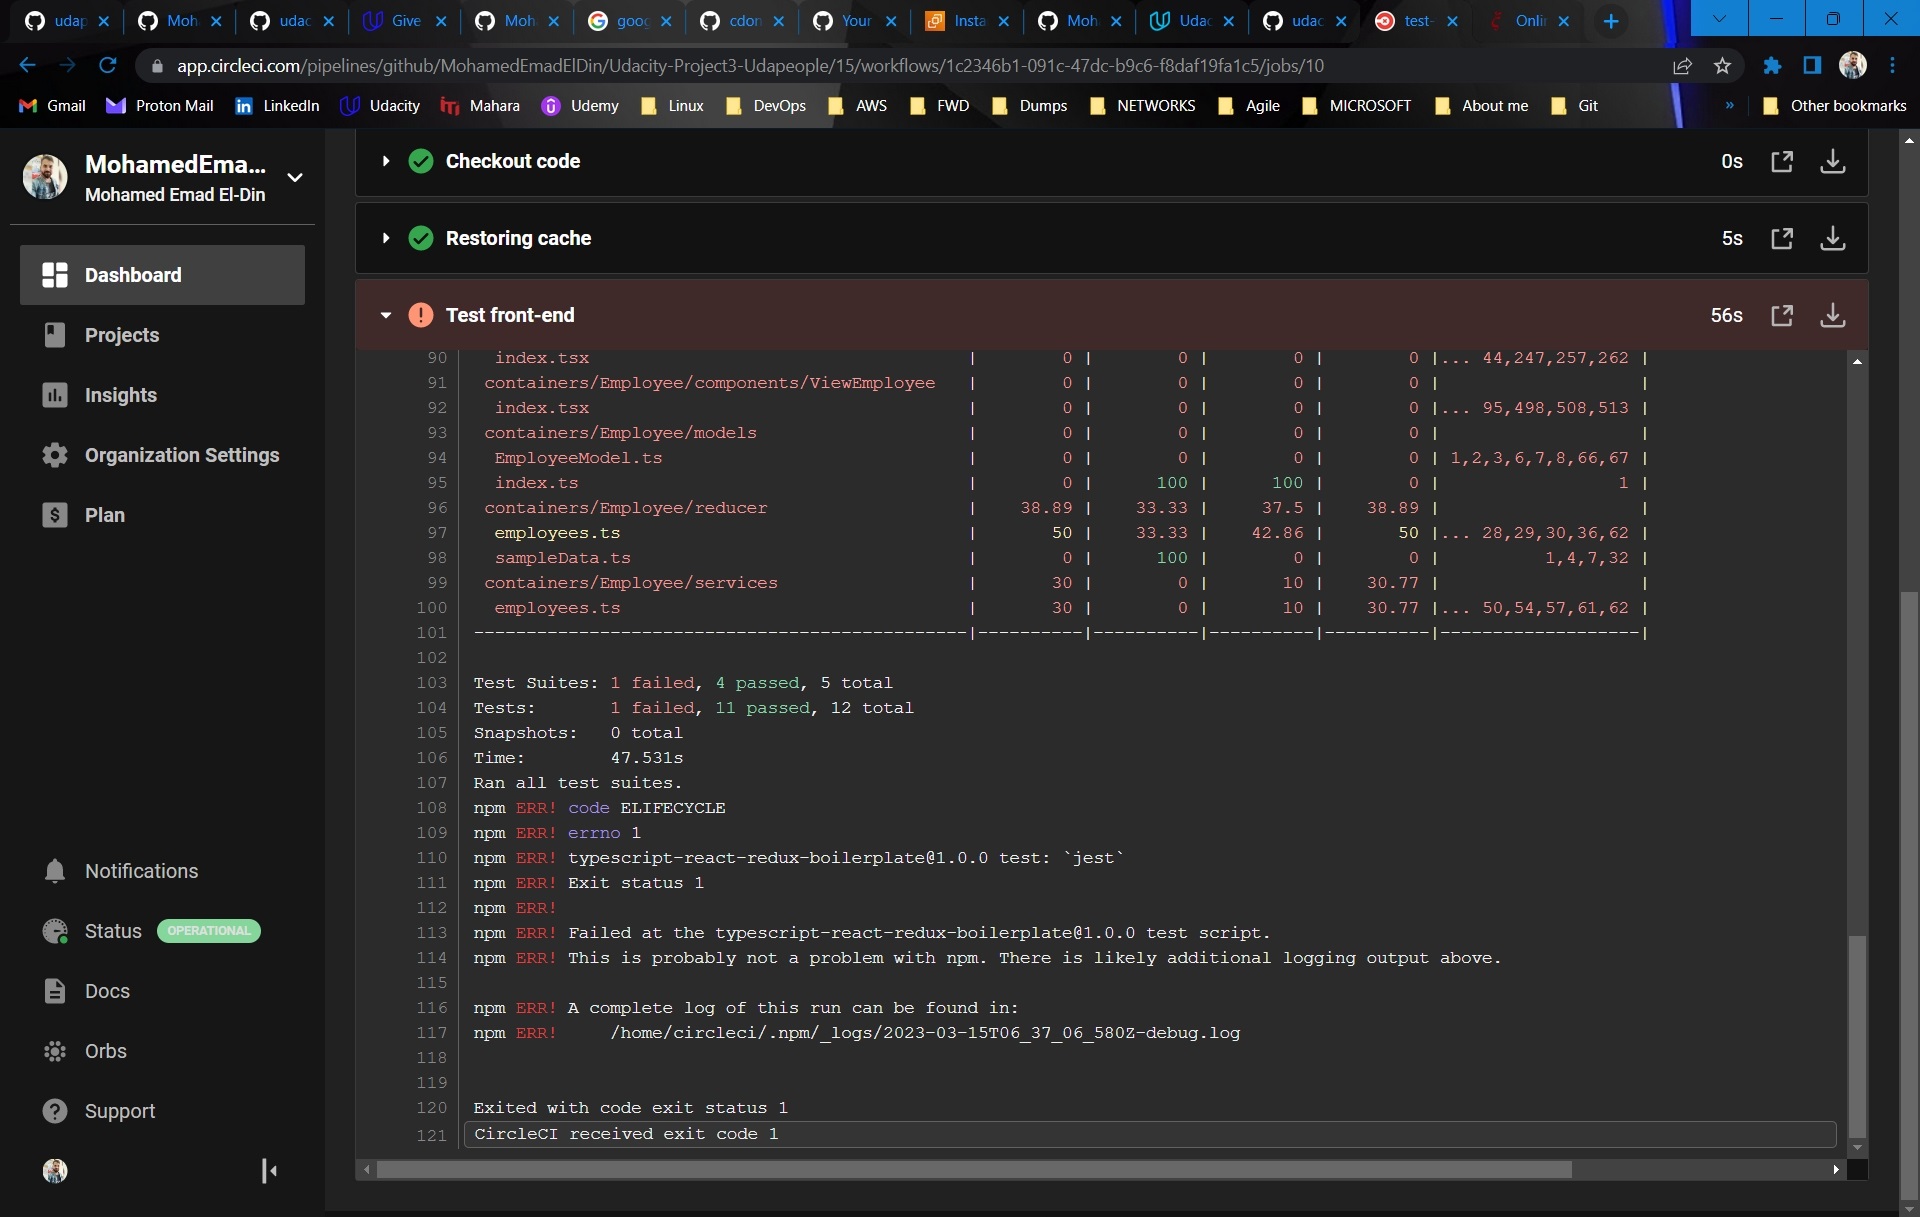 udap
Moh
udac
Give
Moh
goog
cdon
Your
Insta
Moh
Udac
udac
test-
Onlin
app.circleci.com/pipelines/github/MohamedEmadElDin/Udacity-Project3-Udapeople/15/workflows/1c2346b1-091c-47dc-b9c6-f8daf19fa1c5/jobs/10
Gmail
Proton Mail
LinkedIn
Udacity
Mahara
Udemy
Linux
DevOps
AWS
FWD
Dumps
NETWORKS
Agile
MICROSOFT
About me
Git
»
Other bookmarks
MohamedEma...
Mohamed Emad El-Din
Dashboard
Projects
Insights
Organization Settings
Plan
Notifications
Status OPERATIONAL
Docs
Orbs
Support
Checkout code 0s
Restoring cache 5s
Test front-end 56s
90 index.tsx | 0 | 0 | 0 | 0 |... 44,247,257,262 |
91 containers/Employee/components/ViewEmployee | 0 | 0 | 0 | 0 | |
92 index.tsx | 0 | 0 | 0 | 0 |... 95,498,508,513 |
93 containers/Employee/models | 0 | 0 | 0 | 0 | |
94 EmployeeModel.ts | 0 | 0 | 0 | 0 | 1,2,3,6,7,8,66,67 |
95 index.ts | 0 | 100 | 100 | 0 | 1 |
96 containers/Employee/reducer | 38.89 | 33.33 | 37.5 | 38.89 | |
97 employees.ts | 50 | 33.33 | 42.86 | 50 |... 28,29,30,36,62 |
98 sampleData.ts | 0 | 100 | 0 | 0 | 1,4,7,32 |
99 containers/Employee/services | 30 | 0 | 10 | 30.77 | |
100 employees.ts | 30 | 0 | 10 | 30.77 |... 50,54,57,61,62 |
101 -----------------------------------------------|----------|----------|----------|----------|-------------------|
102
103 Test Suites: 1 failed, 4 passed, 5 total
104 Tests: 1 failed, 11 passed, 12 total
105 Snapshots: 0 total
106 Time: 47.531s
107 Ran all test suites.
108 npm ERR! code ELIFECYCLE
109 npm ERR! errno 1
110 npm ERR! typescript-react-redux-boilerplate@1.0.0 test: `jest`
111 npm ERR! Exit status 1
112 npm ERR!
113 npm ERR! Failed at the typescript-react-redux-boilerplate@1.0.0 test script.
114 npm ERR! This is probably not a problem with npm. There is likely additional logging output above.
115
116 npm ERR! A complete log of this run can be found in:
117 npm ERR! /home/circleci/.npm/_logs/2023-03-15T06_37_06_580Z-debug.log
118
119
120 Exited with code exit status 1
121 CircleCI received exit code 1